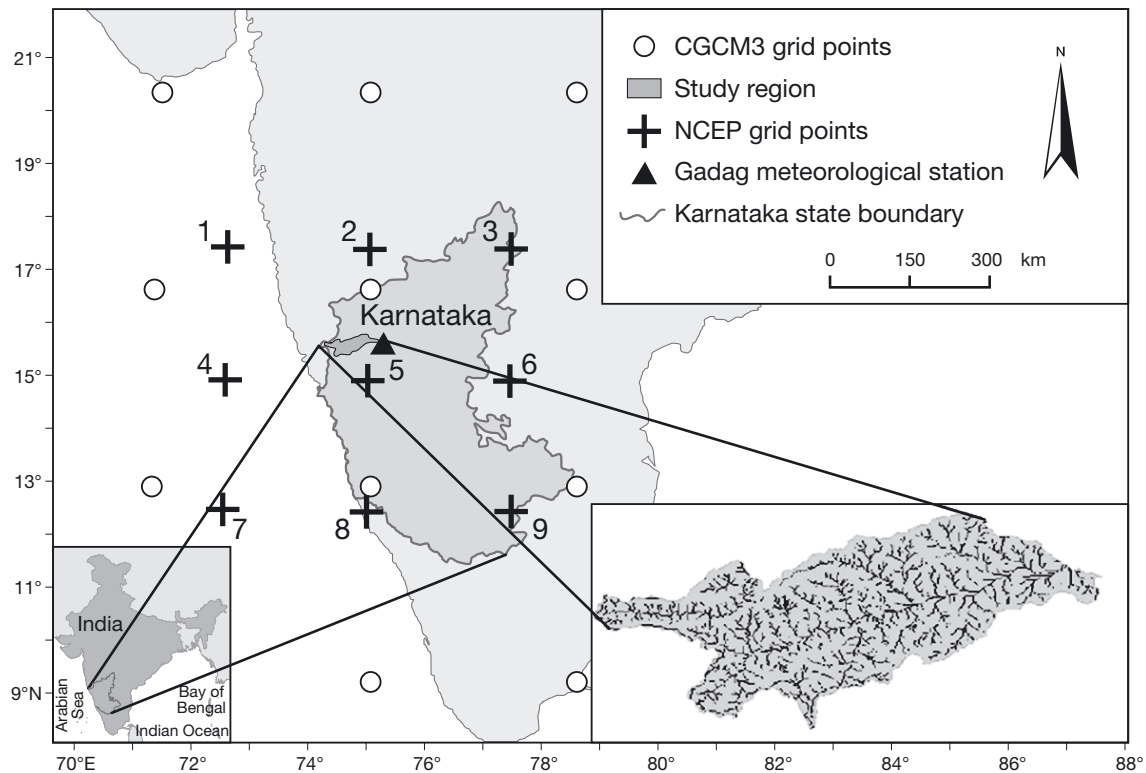 21°
19°
17°
15°
13°
11°
9°N
70°E
72°
74°
76°
78°
80°
82°
84°
86°
88°
CGCM3 grid points
Study region
NCEP grid points
Gadag meteorological station
Karnataka state boundary
N
0 150 300 km
1
2
3
Karnataka
4
5
6
7
8
9
India
Arabian
Sea
Bay of
Bengal
Indian Ocean